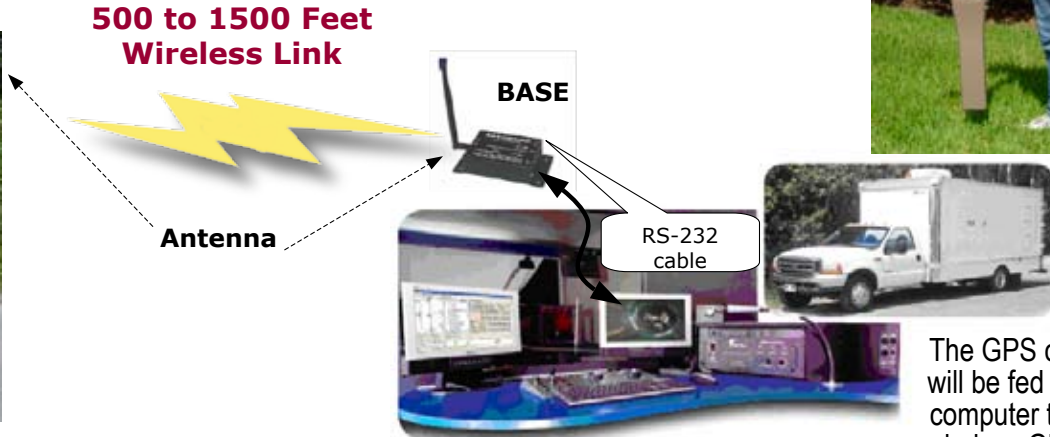 500 to 1500 Feet
Wireless Link
BASE
Antenna
RS-232
cable
The GPS
will be fed
computer